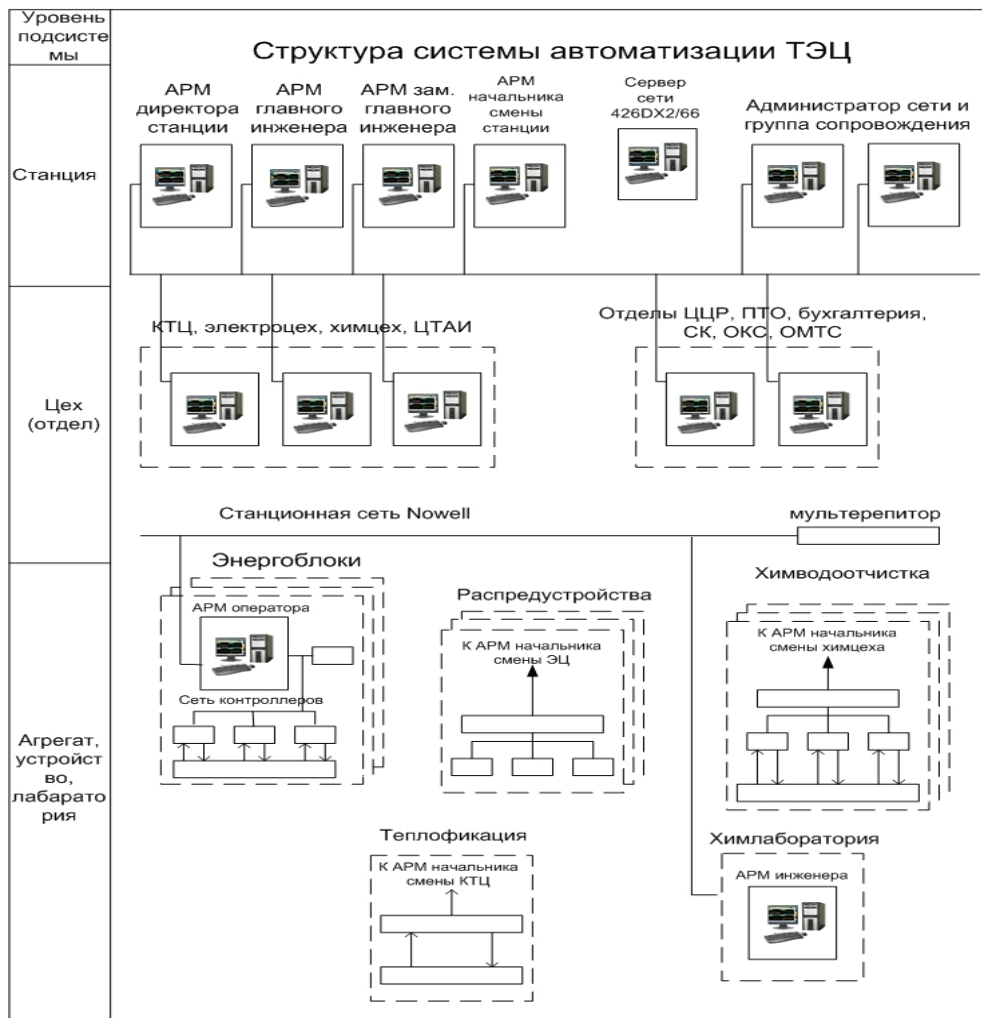 Уровень
подсисте
мы
Структура системы автоматизации ТЭЦ
Станция
АРМ
директора
станции
АРМ
главного
инженера
АРМ зам.
главного
инженера
АРМ
начальника
смены
станции
Сервер
сети
426DX2/66
Администратор сети и
группа сопровождения
Цех
(отдел)
КТЦ, электроцех, химцех, ЦТАИ
Отделы ЦЦР, ПТО, бухгалтерия,
СК, ОКС, ОМТС
Станционная сеть Nowell
мультерепитор
Агрегат,
устройст
во,
лабарато
рия
Энергоблоки
АРМ оператора
Сеть контроллеров
Распредустройства
К АРМ начальника
смены ЭЦ
Химводоотчистка
К АРМ начальника
смены химцеха
Теплофикация
К АРМ начальника
смены КТЦ
Химлаборатория
АРМ инженера